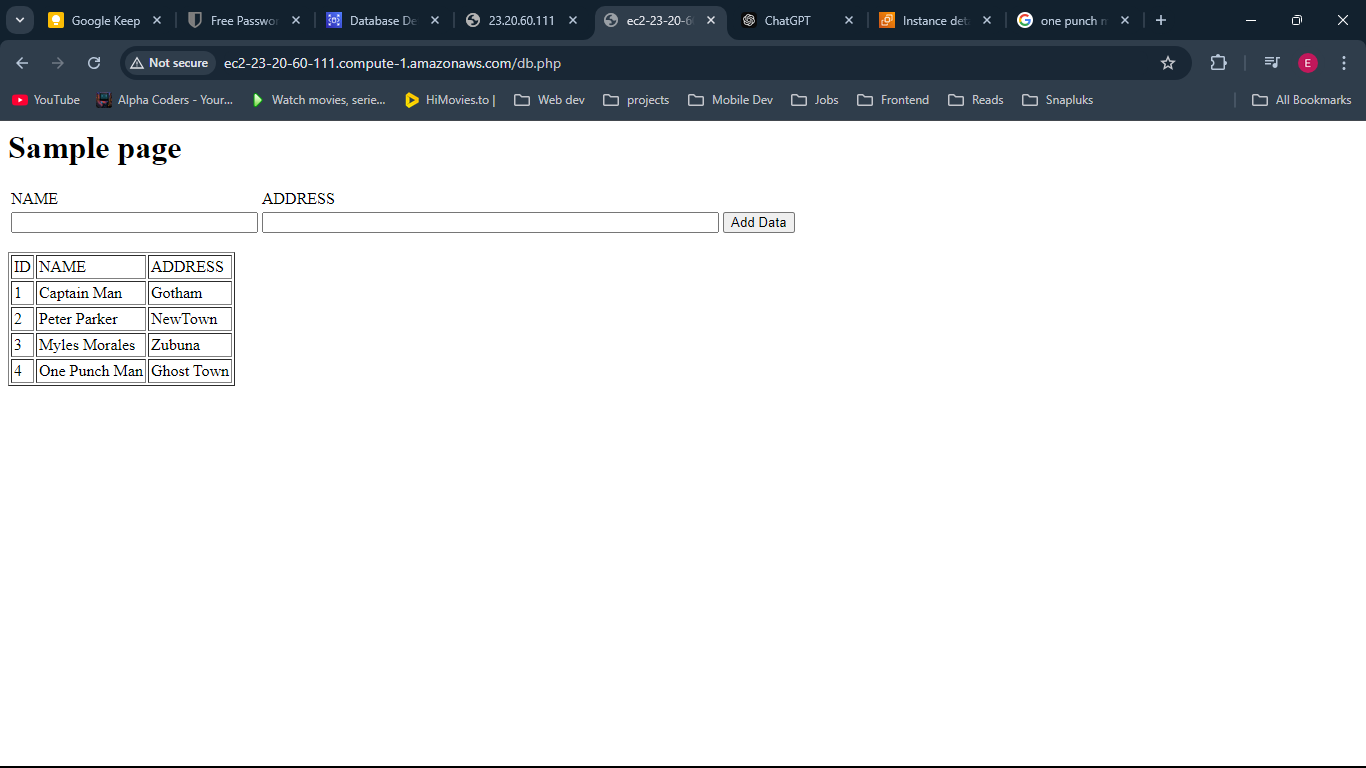 Google Keep
Free Passwor
Database De
23.20.60.111
ec2-23-20-6
ChatGPT
Instance det
one punch m
Not secure
ec2-23-20-60-111.compute-1.amazonaws.com/db.php
E
YouTube
Alpha Coders - Your...
Watch movies, serie...
HiMovies.to |
Web dev
projects
Mobile Dev
Jobs
Frontend
Reads
Snapluks
All Bookmarks
Sample page
NAME ADDRESS
Add Data
ID NAME ADDRESS
1 Captain Man Gotham
2 Peter Parker NewTown
3 Myles Morales Zubuna
4 One Punch Man Ghost Town